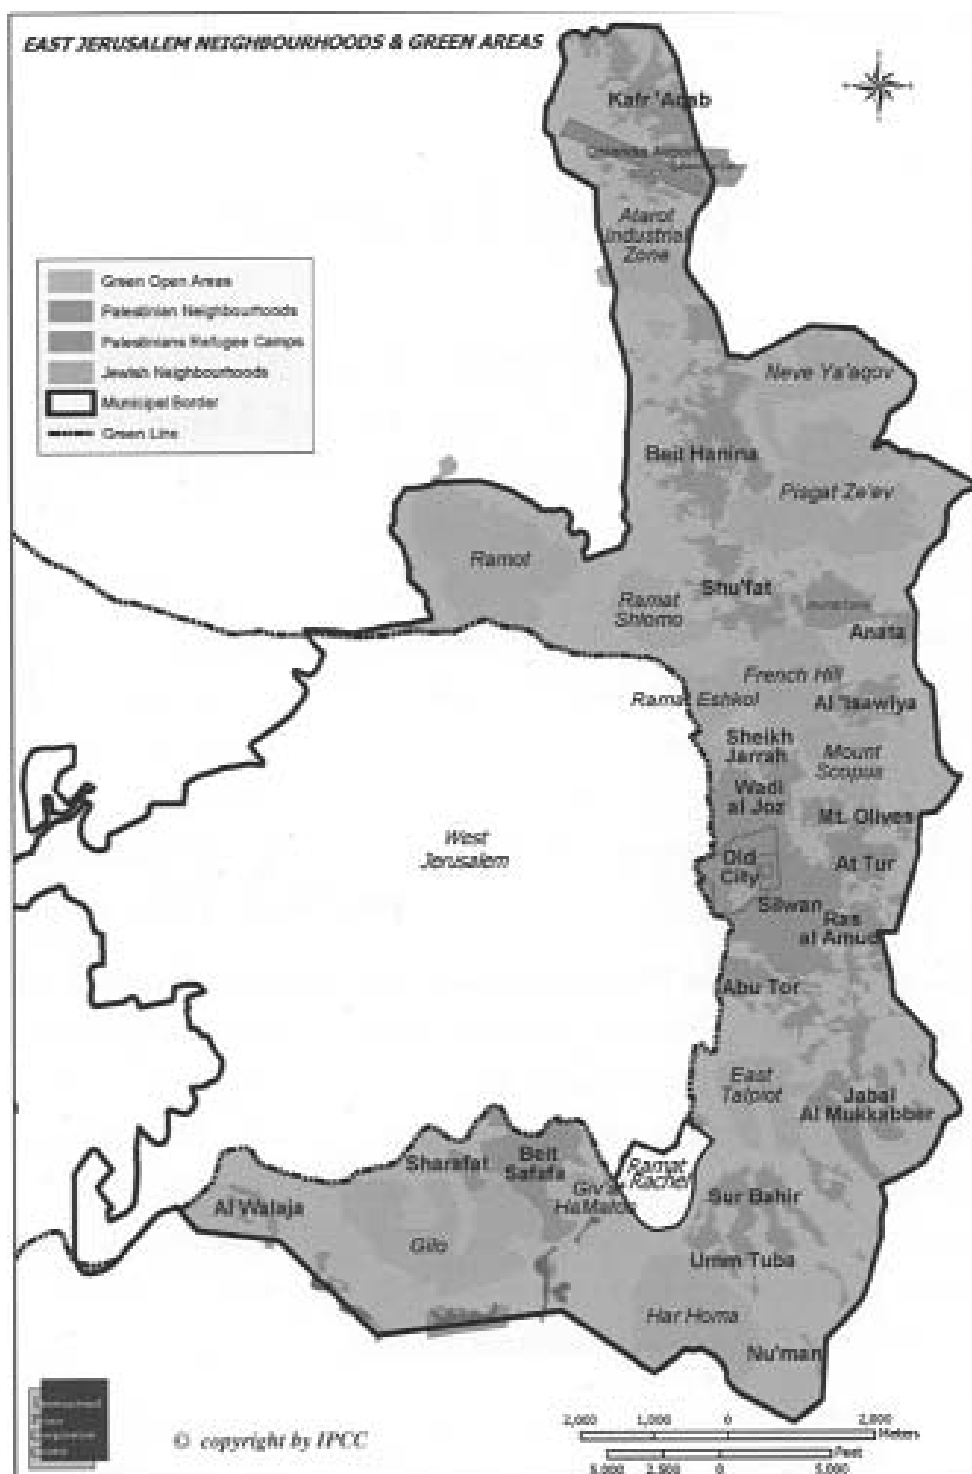 EAST JERUSALEM NEIGHBOURHOODS & GREEN AREAS
Kafr 'Aqab
Atarot
Industrial
Zone
Green Open Areas
Palestinian Neighbourhoods
Palestinians Refugee Camps
Jewish Neighbourhoods
Municipal Border
Green Line
Neve Ya'aqov
Beit Hanina
Pisgat Ze'ev
Ramot
Shu'fat
Ramat
Shlomo
Anata
French Hill
Ramat Eshkol
Al 'Isawiya
Sheikh
Jarrah
Mount
Scopus
Wadi
al Joz
Mt. Olives
West
Jerusalem
Old
City
At Tur
Silwan
Ras
al Amud
Abu Tor
East
Talpiot
Jabal
Al Mukkabber
Sharafat
Beit
Safafa
Ramat
Rachel
Giv'at
HaMatos
Al Walaja
Sur Bahir
Gilo
Umm Tuba
Har Homa
Nu'man
© copyright by IPCC
2,000 1,000 0 2,000
Meters
Feet
5,000 2,500 0 5,000